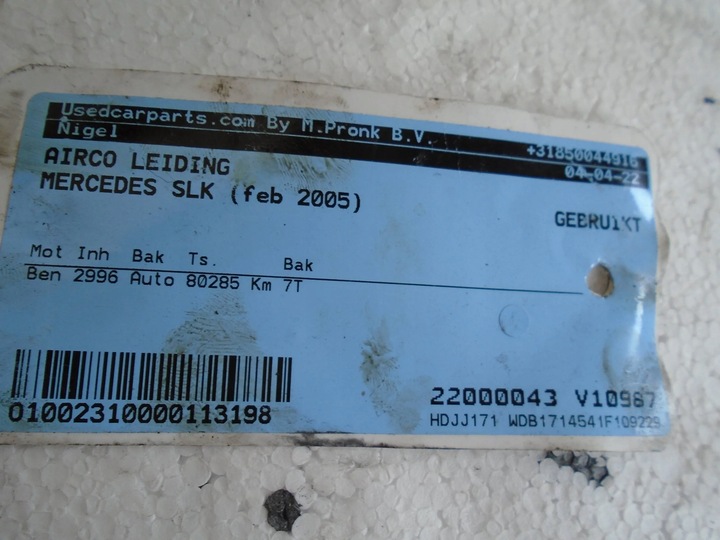 Usedcarparts.com By M.Pronk B.V. +31850044916
Nigel 04-04-22
AIRCO LEIDING
MERCEDES SLK (feb 2005)
GEBRUIKT
Mot Inh Bak Ts. Bak
Ben 2996 Auto 80285 Km 7T
01002310000113198
22000043 V10987
HDJJ171 WDB1714541F109229